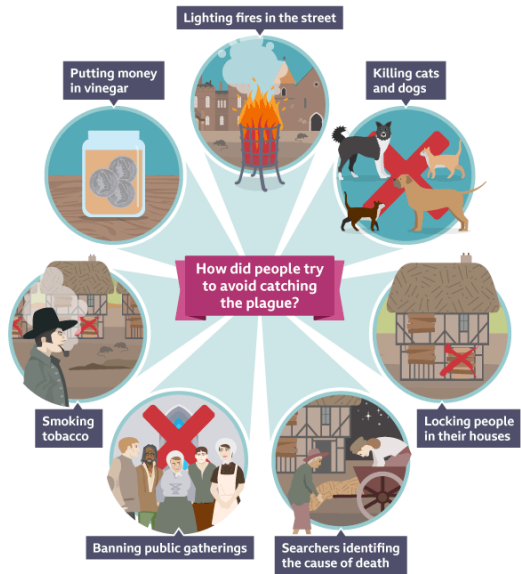 Lighting fires in the street
Putting money
in vinegar
Killing cats
and dogs
How did people try
to avoid catching
the plague?
Smoking
tobacco
Locking people
in their houses
Banning public gatherings
Searchers identifing
the cause of death